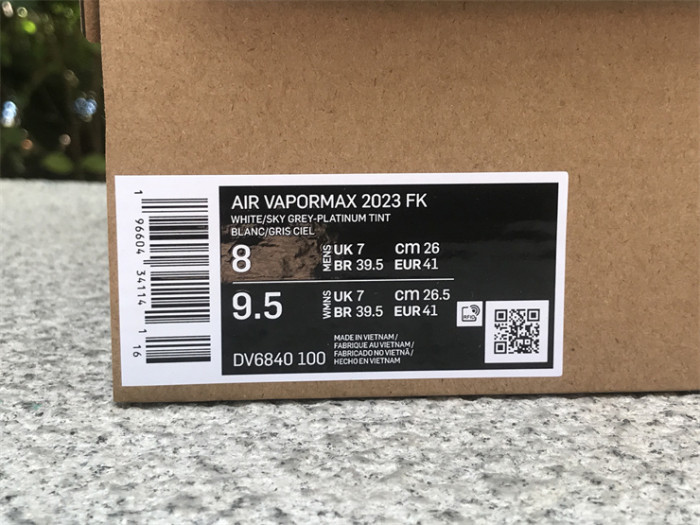 AIR VAPORMAX 2023 FK
WHITE/SKY GREY-PLATINUM TINT
BLANC/GRIS CIEL
8 MENS UK 7 cm 26
BR 39.5 EUR 41
9.5 WMNS UK 7 cm 26.5
BR 39.5 EUR 41
RFID
DV6840 100
MADE IN VIETNAM/
FABRIQUE AU VIETNAM/
FABRICADO NO VIETNÃ/
HECHO EN VIETNAM
1 96604 34114 1 16